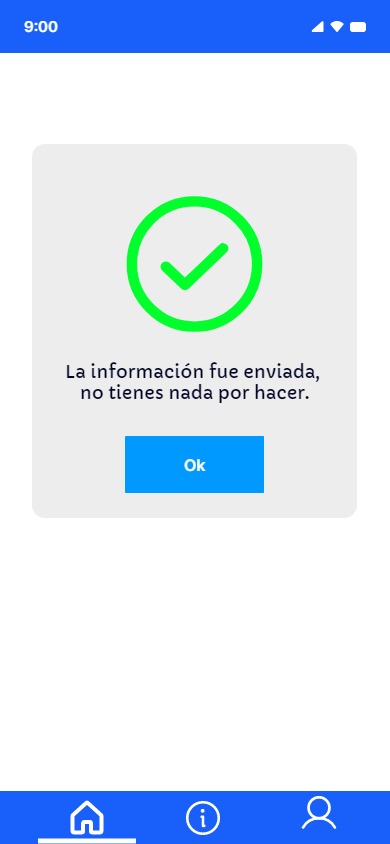 9:00
La información fue enviada,
no tienes nada por hacer.
Ok